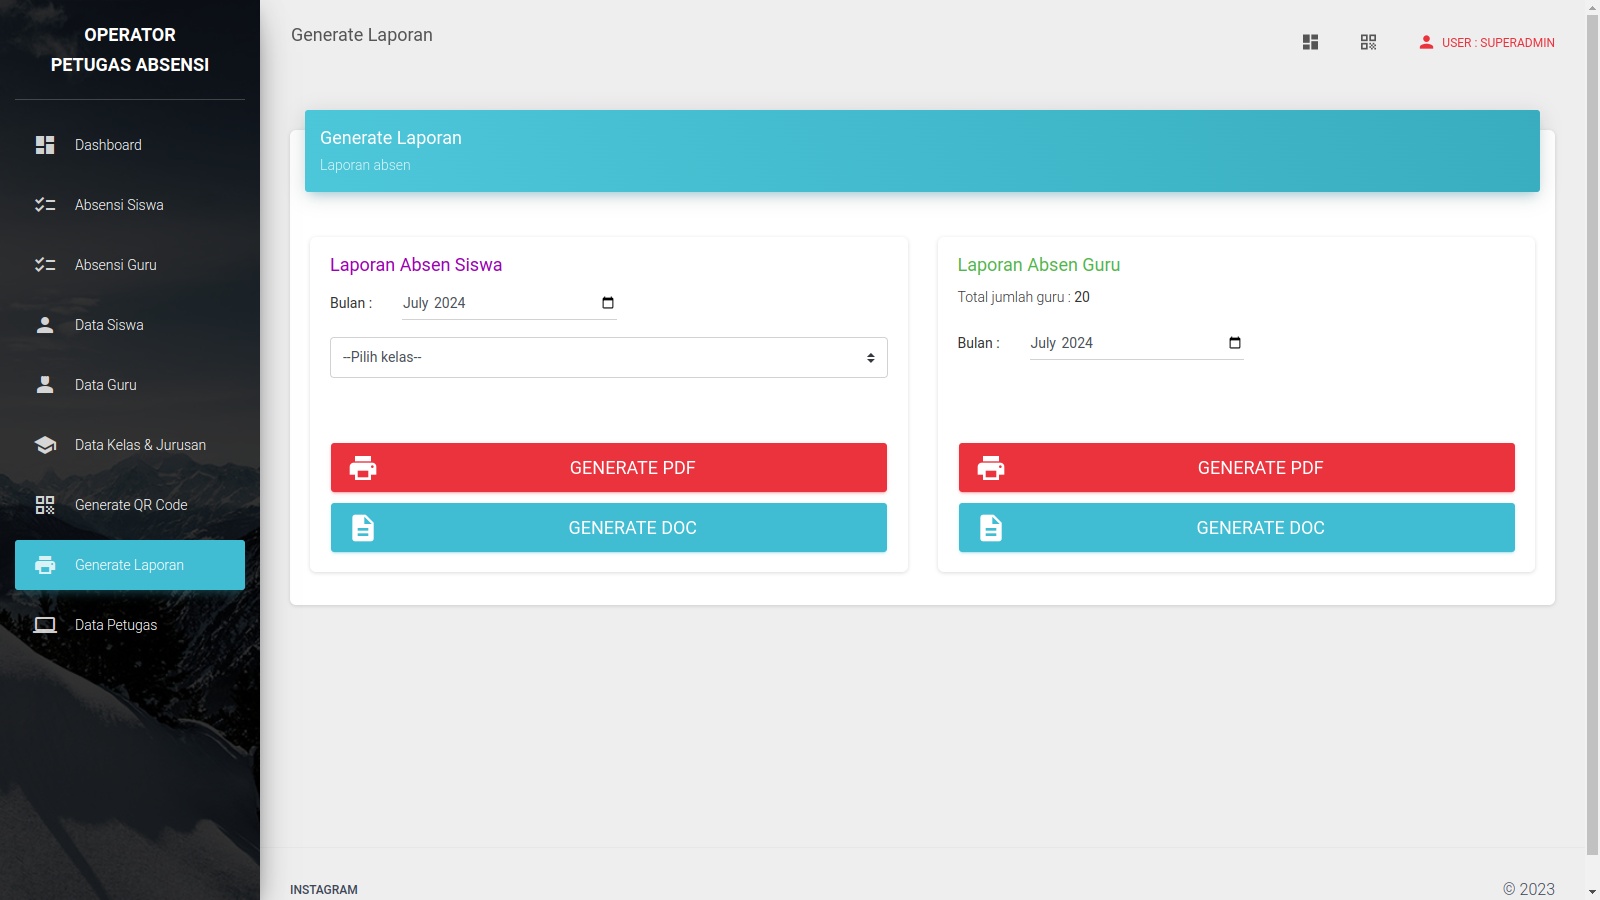 OPERATOR
PETUGAS ABSENSI
Dashboard
Absensi Siswa
Absensi Guru
Data Siswa
Data Guru
Data Kelas & Jurusan
Generate QR Code
Generate Laporan
Data Petugas
Generate Laporan
USER : SUPERADMIN
Generate Laporan
Laporan absen
Laporan Absen Siswa
Bulan : July 2024
--Pilih kelas--
GENERATE PDF
GENERATE DOC
Laporan Absen Guru
Total jumlah guru : 20
Bulan : July 2024
GENERATE PDF
GENERATE DOC
INSTAGRAM
© 2023